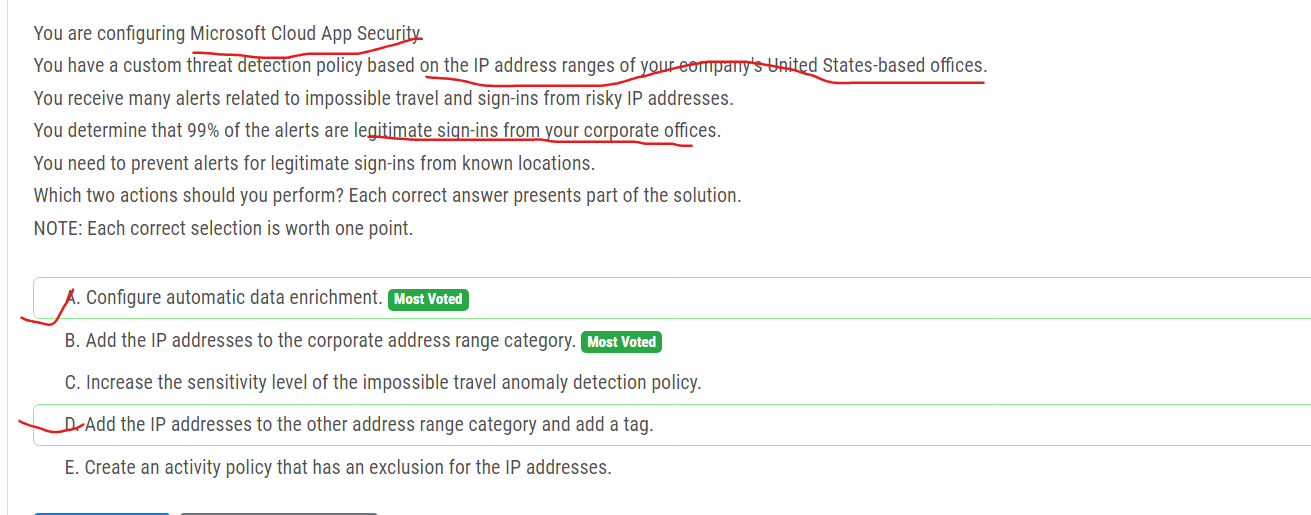 You are configuring Microsoft Cloud App Security.
You have a custom threat detection policy based on the IP address ranges of your company's United States-based offices.
You receive many alerts related to impossible travel and sign-ins from risky IP addresses.
You determine that 99% of the alerts are legitimate sign-ins from your corporate offices.
You need to prevent alerts for legitimate sign-ins from known locations.
Which two actions should you perform? Each correct answer presents part of the solution.
NOTE: Each correct selection is worth one point.
A. Configure automatic data enrichment. Most Voted
B. Add the IP addresses to the corporate address range category. Most Voted
C. Increase the sensitivity level of the impossible travel anomaly detection policy.
D. Add the IP addresses to the other address range category and add a tag.
E. Create an activity policy that has an exclusion for the IP addresses.